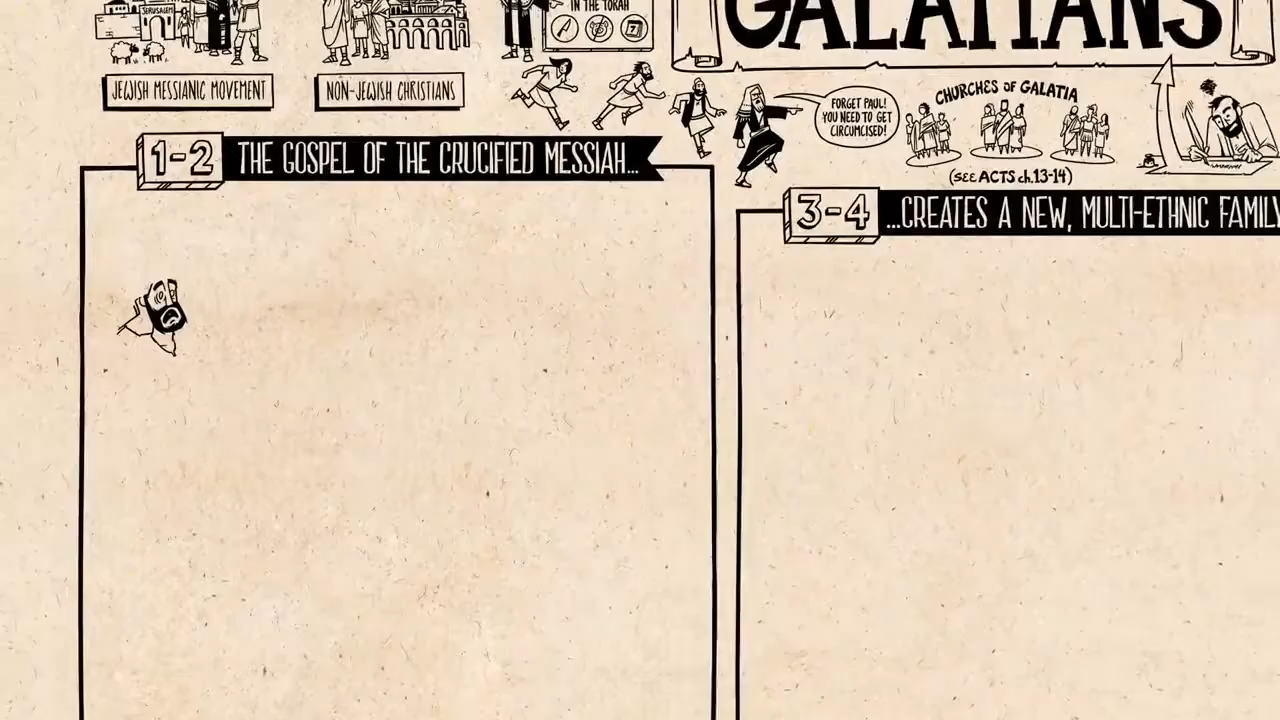 JERUSALEM
IN THE TORAH
7
GALATIANS
JEWISH MESSIANIC MOVEMENT
NON-JEWISH CHRISTIANS
FORGET PAUL!
YOU NEED TO GET
CIRCUMCISED!
CHURCHES OF GALATIA
(SEE ACTS ch.13-14)
1-2 THE GOSPEL OF THE CRUCIFIED MESSIAH...
3-4 ...CREATES A NEW, MULTI-ETHNIC FAMILY